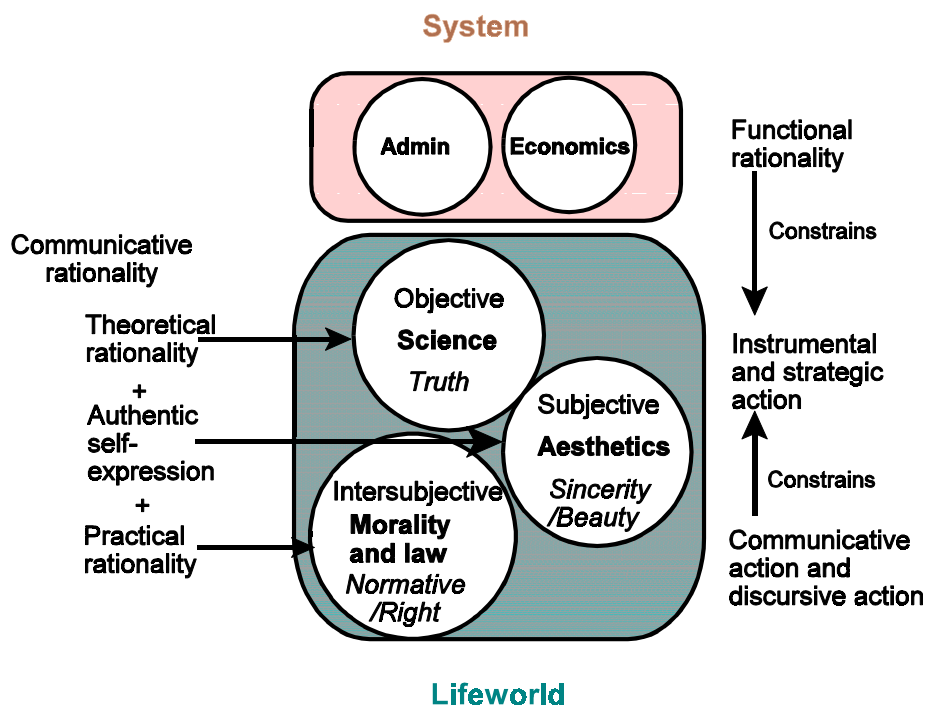 System
Admin
Economics
Functional
rationality
Constrains
Communicative
rationality
Theoretical
rationality
+
Authentic
self-
expression
+
Practical
rationality
Objective
Science
Truth
Subjective
Aesthetics
Sincerity
/Beauty
Intersubjective
Morality
and law
Normative
/Right
Instrumental
and strategic
action
Constrains
Communicative
action and
discursive action
Lifeworld